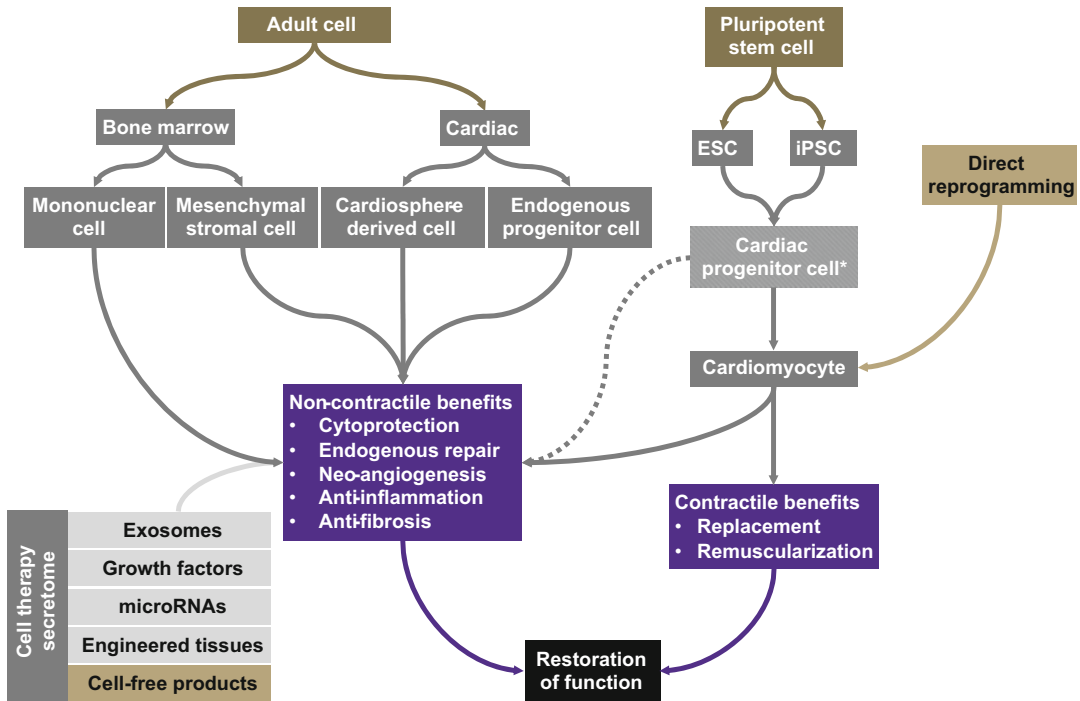 Adult cell
Pluripotent
stem cell
Bone marrow
Cardiac
ESC
iPSC
Direct
reprogramming
Mononuclear
cell
Mesenchymal
stromal cell
Cardiosphere
derived cell
Endogenous
progenitor cell
Cardiac
progenitor cell*
Cardiomyocyte
Non-contractile benefits
• Cytoprotection
• Endogenous repair
• Neo-angiogenesis
• Anti-inflammation
• Anti-fibrosis
Contractile benefits
• Replacement
• Remuscularization
Cell therapy
secretome
Exosomes
Growth factors
microRNAs
Engineered tissues
Cell-free products
Restoration
of function